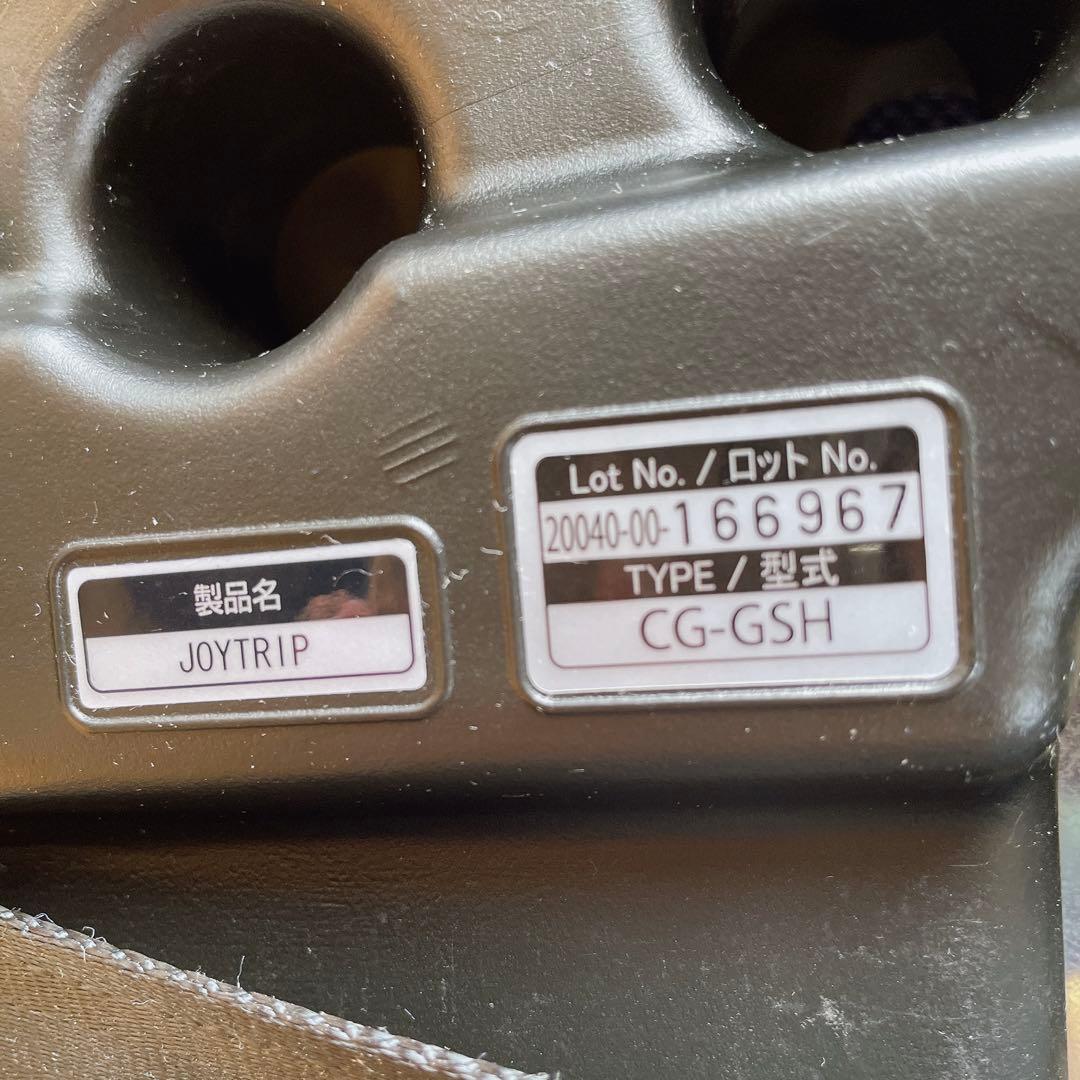 製品名
JOYTRIP
Lot No. / ロット No.
20040-00-166967
TYPE / 型式
CG-GSH